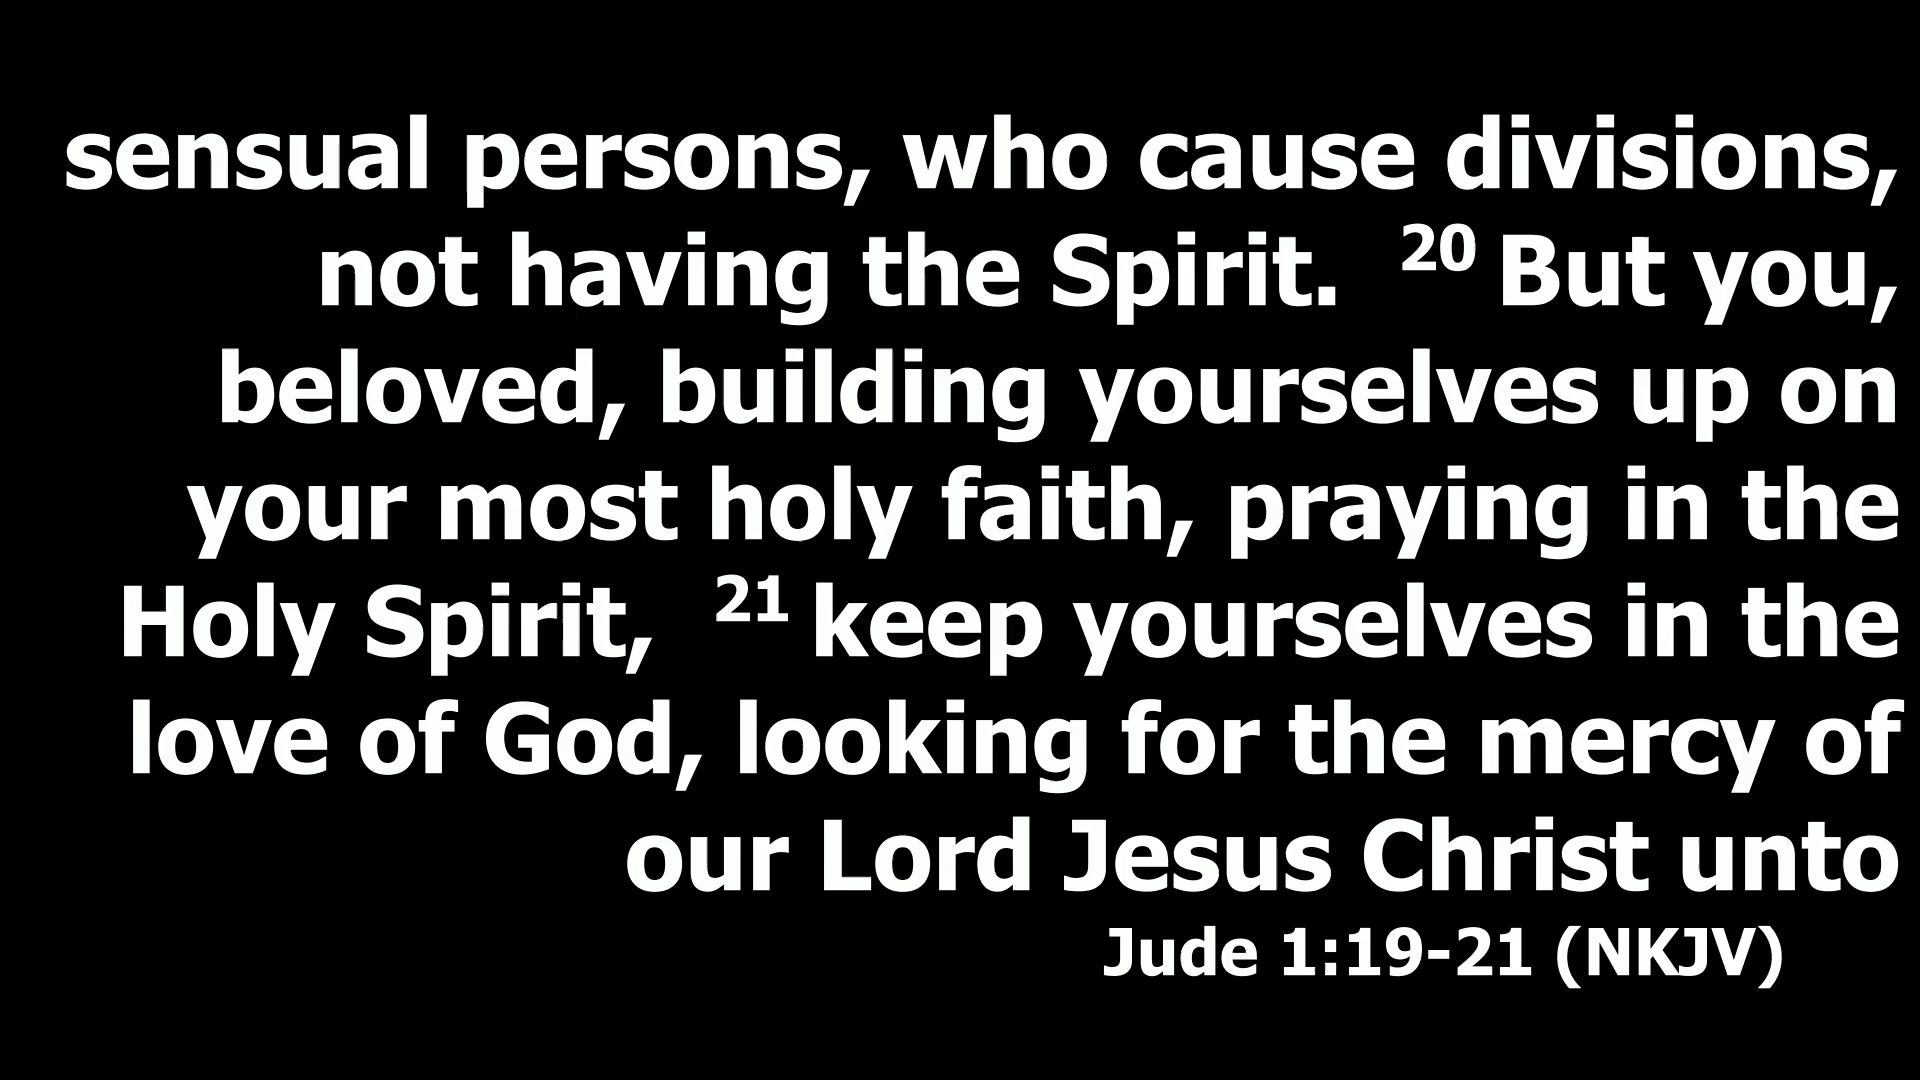 sensual persons, who cause divisions,
not having the Spirit. 20 But you,
beloved, building yourselves up on
your most holy faith, praying in the
Holy Spirit, 21 keep yourselves in the
love of God, looking for the mercy of
our Lord Jesus Christ unto
Jude 1:19-21 (NKJV)